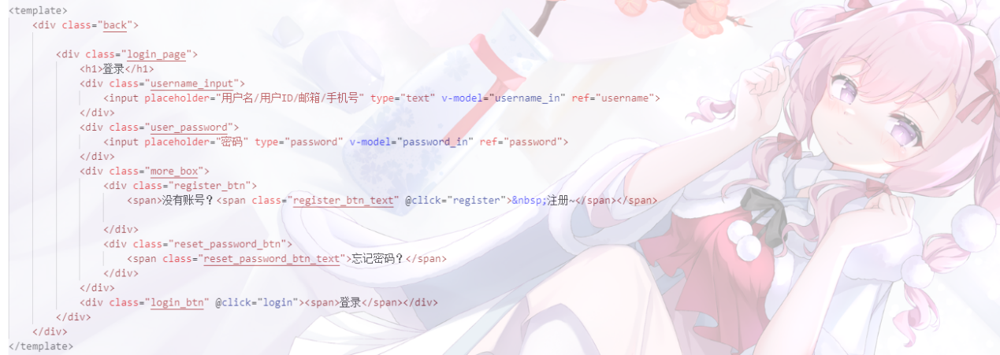 <template>
<div class="back">
<div class="login_page">
<h1>登录</h1>
<div class="username_input">
<input placeholder="用户名/用户ID/邮箱/手机号" type="text" v-model="username_in" ref="username">
</div>
<div class="user_password">
<input placeholder="密码" type="password" v-model="password_in" ref="password">
</div>
<div class="more_box">
<div class="register_btn">
<span>没有账号？<span class="register_btn_text" @click="register">&nbsp;注册~</span></span>
</div>
<div class="reset_password_btn">
<span class="reset_password_btn_text">忘记密码？</span>
</div>
</div>
<div class="login_btn" @click="login"><span>登录</span></div>
</div>
</div>
</template>